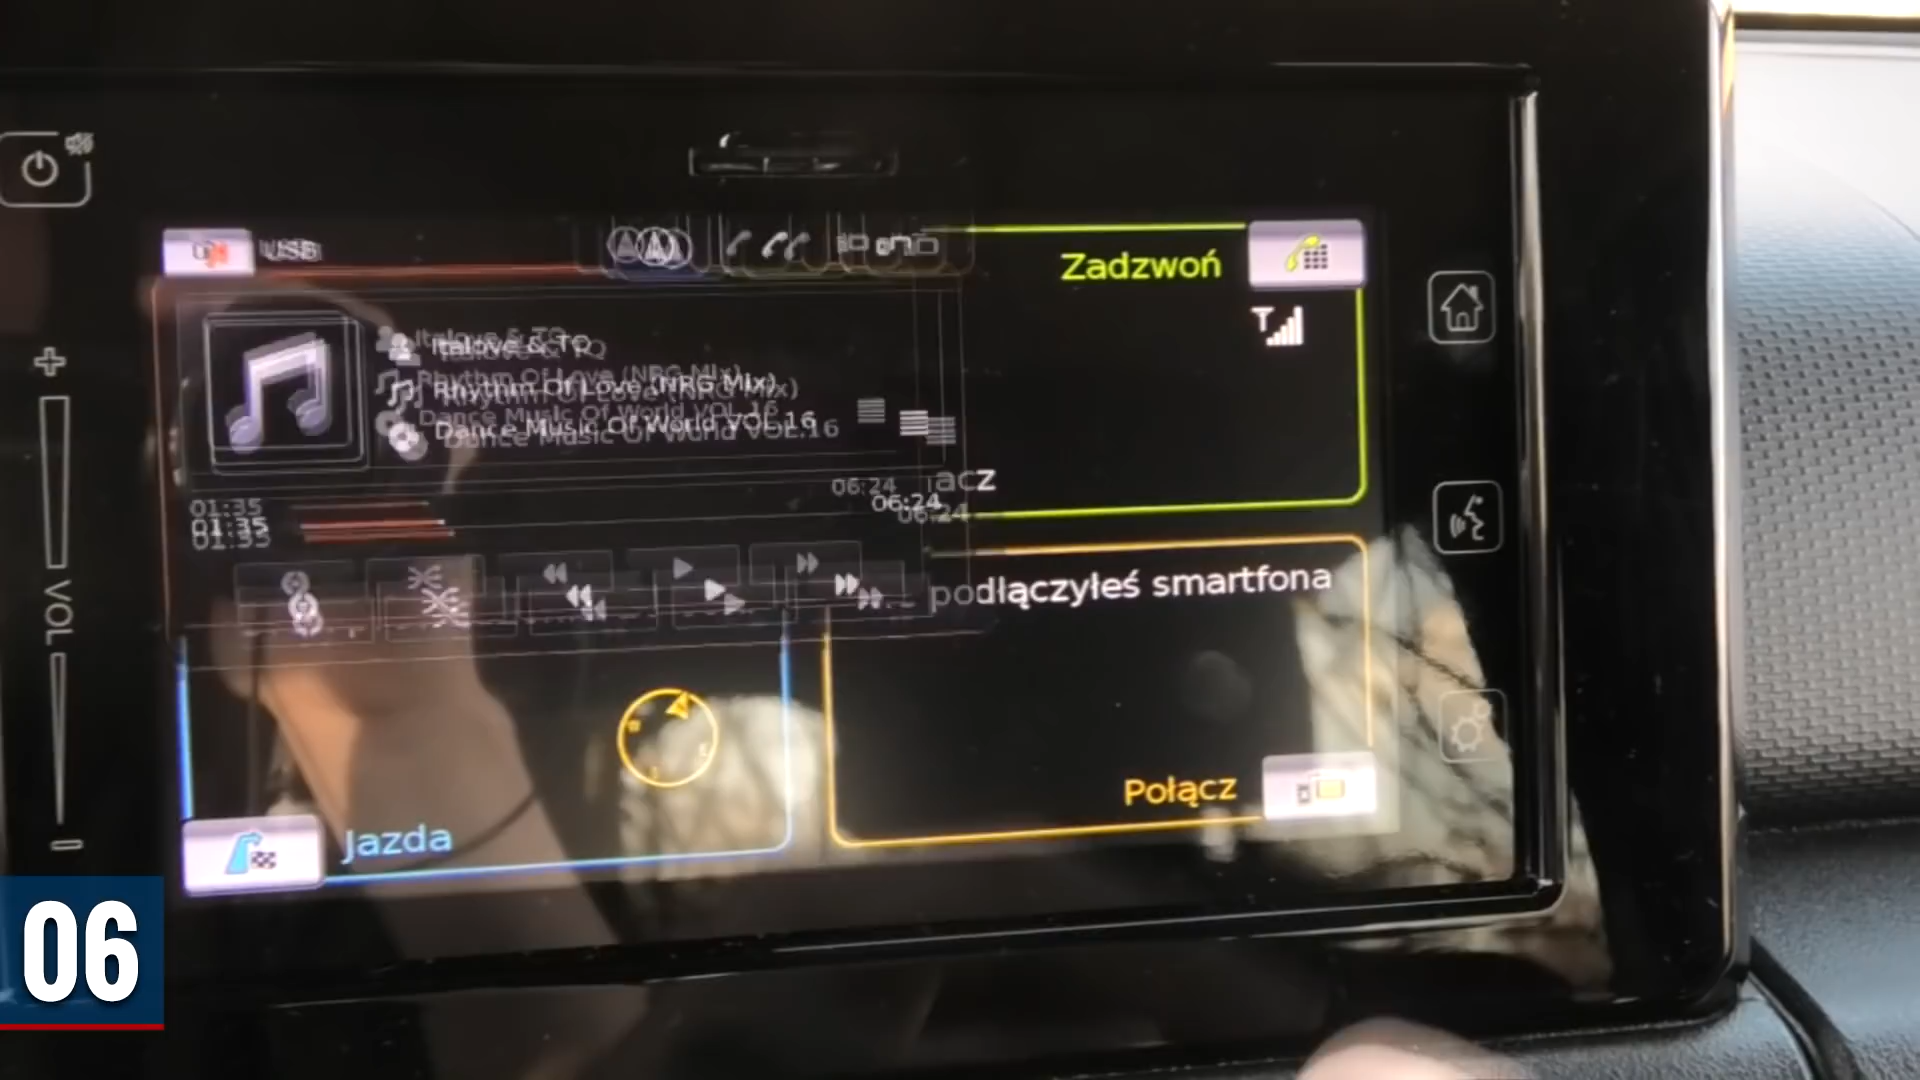 USB
Zadzwoń
Italove & TQ
Rhythm Of Love (NRG Mix)
Dance Music Of World VOL.16
acz
01:35
06:24
podłączyłeś smartfona
VOL
Połącz
Jazda
06